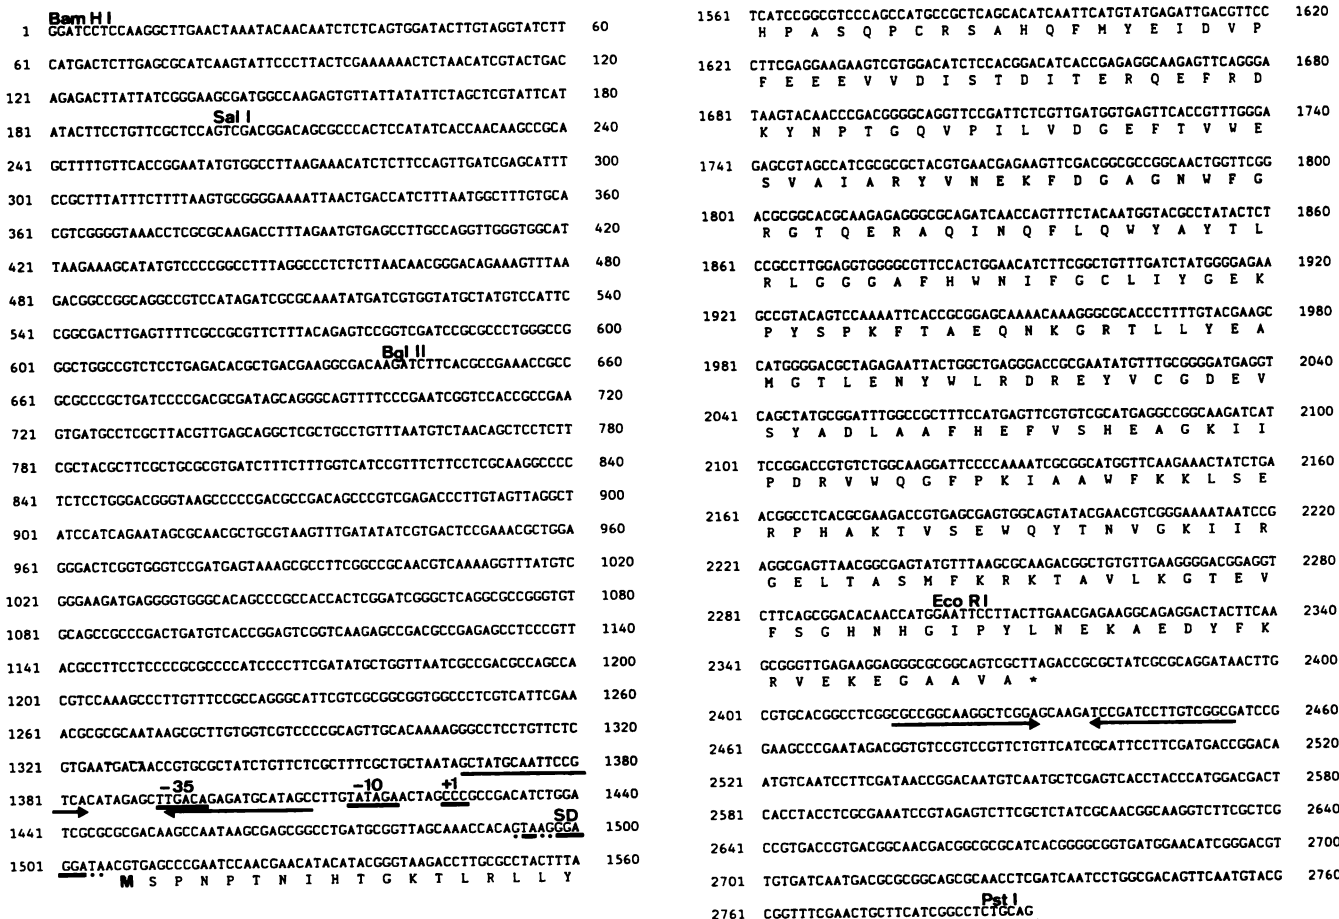 Bam H I
1 GGATCCTCCAAGGCTTGAACTAAATACAACAATCTCTCAGTGGATACTTGTAGGTATCTT 60
61 CATGACTCTTGAGCGCATCAAGTATTCCCTTACTCGAAAAAACTCTAACATCGTACTGAC 120
121 AGAGACTTATTATCGGGAAGCGATGGCCAAGAGTGTTATTATATTCTAGCTCGTATTCAT 180
Sal I
181 ATACTTCCTGTTCGCTCCAGTCGACGGACAGCGCCCACTCCATATCACCAACAAGCCGCA 240
241 GCTTTTGTTCACCGGAATATGTGGCCTTAAGAAACATCTCTTCCAGTTGATCGAGCATTT 300
301 CCGCTTTATTTCTTTTAAGTGCGGGGAAAATTAACTGACCATCTTTAATGGCTTTGTGCA 360
361 CGTCGGGGTAAACCTCGCGCAAGACCTTTAGAATGTGAGCCTTGCCAGGTTGGGTGGCAT 420
421 TAAGAAAGCATATGTCCCCGGCCTTTAGGCCCTCTCTTAACAACGGGACAGAAAGTTTAA 480
481 GACGGCCGGCAGGCCGTCCATAGATCGCGCAAATATGATCGTGGTATGCTATGTCCATTC 540
541 CGGCGACTTGAGTTTTCGCCGCGTTCTTTACAGAGTCCGGTCGATCCGCGCCCTGGGCCG 600
Bgl II
601 GGCTGGCCGTCTCCTGAGACACGCTGACGAAGGCGACAAGATCTTCACGCCGAAACCGCC 660
661 GCGCCCGCTGATCCCCGACGCGATAGCAGGGCAGTTTTCCCGAATCGGTCCACCGCCGAA 720
721 GTGATGCCTCGCTTACGTTGAGCAGGCTCGCTGCCTGTTTAATGTCTAACAGCTCCTCTT 780
781 CGCTACGCTTCGCTGCGCGTGATCTTTCTTTGGTCATCCGTTTCTTCCTCGCAAGGCCCC 840
841 TCTCCTGGGACGGGTAAGCCCCCGACGCCGACAGCCCGTCGAGACCCTTGTAGTTAGGCT 900
901 ATCCATCAGAATAGCGCAACGCTGCGTAAGTTTGATATATCGTGACTCCGAAACGCTGGA 960
961 GGGACTCGGTGGGTCCGATGAGTAAAGCGCCTTCGGCCGCAACGTCAAAAGGTTTATGTC 1020
1021 GGGAAGATGAGGGGTGGGCACAGCCCGCCACCACTCGGATCGGGCTCAGGCGCCGGGTGT 1080
1081 GCAGCCGCCCGACTGATGTCACCGGAGTCGGTCAAGAGCCGACGCCGAGAGCCTCCCGTT 1140
1141 ACGCCTTCCTCCCCGCGCCCCATCCCCTTCGATATGCTGGTTAATCGCCGACGCCAGCCA 1200
1201 CGTCCAAAGCCCTTGTTTCCGCCAGGGCATTCGTCGCGGCGGTGGCCCTCGTCATTCGAA 1260
1261 ACGCGCGCAATAAGCGCTTGTGGTCGTCCCCGCAGTTGCACAAAAGGGCCTCCTGTTCTC 1320
1321 GTGAATGACAACCGTGCGCTATCTGTTCTCGCTTTCGCTGCTAATAGCTATGCAATTCCG 1380
-35 -10 +1
1381 TCACATAGAGCTTGACAGAGATGCATAGCCTTGTATAGAACTAGCCCGCCGACATCTGGA 1440
SD
1441 TCGCGCGCGACAAGCCAATAAGCGAGCGGCCTGATGCGGTTAGCAAACCACAGTAAGGGA 1500
1501 GGATAACGTGAGCCCGAATCCAACGAACATACATACGGGTAAGACCTTGCGCCTACTTTA 1560
M S P N P T N I H T G K T L R L L Y
1561 TCATCCGGCGTCCCAGCCATGCCGCTCAGCACATCAATTCATGTATGAGATTGACGTTCC 1620
H P A S Q P C R S A H Q F M Y E I D V P
1621 CTTCGAGGAAGAAGTCGTGGACATCTCCACGGACATCACCGAGAGGCAAGAGTTCAGGGA 1680
F E E E V V D I S T D I T E R Q E F R D
1681 TAAGTACAACCCGACGGGGCAGGTTCCGATTCTCGTTGATGGTGAGTTCACCGTTTGGGA 1740
K Y N P T G Q V P I L V D G E F T V W E
1741 GAGCGTAGCCATCGCGCGCTACGTGAACGAGAAGTTCGACGGCGCCGGCAACTGGTTCGG 1800
S V A I A R Y V N E K F D G A G N W F G
1801 ACGCGGCACGCAAGAGAGGGCGCAGATCAACCAGTTTCTACAATGGTACGCCTATACTCT 1860
R G T Q E R A Q I N Q F L Q W Y A Y T L
1861 CCGCCTTGGAGGTGGGGCGTTCCACTGGAACATCTTCGGCTGTTTGATCTATGGGGAGAA 1920
R L G G G A F H W N I F G C L I Y G E K
1921 GCCGTACAGTCCAAAATTCACCGCGGAGCAAAACAAAGGGCGCACCCTTTTGTACGAAGC 1980
P Y S P K F T A E Q N K G R T L L Y E A
1981 CATGGGGACGCTAGAGAATTACTGGCTGAGGGACCGCGAATATGTTTGCGGGGATGAGGT 2040
M G T L E N Y W L R D R E Y V C G D E V
2041 CAGCTATGCGGATTTGGCCGCTTTCCATGAGTTCGTGTCGCATGAGGCCGGCAAGATCAT 2100
S Y A D L A A F H E F V S H E A G K I I
2101 TCCGGACCGTGTCTGGCAAGGATTCCCCAAAATCGCGGCATGGTTCAAGAAACTATCTGA 2160
P D R V W Q G F P K I A A W F K K L S E
2161 ACGGCCTCACGCGAAGACCGTGAGCGAGTGGCAGTATACGAACGTCGGGAAAATAATCCG 2220
R P H A K T V S E W Q Y T N V G K I I R
2221 AGGCGAGTTAACGGCGAGTATGTTTAAGCGCAAGACGGCTGTGTTGAAGGGGACGGAGGT 2280
G E L T A S M F K R K T A V L K G T E V
Eco R I
2281 CTTCAGCGGACACAACCATGGAATTCCTTACTTGAACGAGAAGGCAGAGGACTACTTCAA 2340
F S G H N H G I P Y L N E K A E D Y F K
2341 GCGGGTTGAGAAGGAGGGCGCGGCAGTCGCTTAGACCGCGCTATCGCGCAGGATAACTTG 2400
R V E K E G A A V A *
2401 CGTGCACGGCCTCGGCGCCGGCAAGGCTCGGAGCAAGATCCGATCCTTGTCGGCGATCCG 2460
2461 GAAGCCCGAATAGACGGTGTCCGTCCGTTCTGTTCATCGCATTCCTTCGATGACCGGACA 2520
2521 ATGTCAATCCTTCGATAACCGGACAATGTCAATGCTCGAGTCACCTACCCATGGACGACT 2580
2581 CACCTACCTCGCGAAATCCGTAGAGTCTTCGCTCTATCGCAACGGCAAGGTCTTCGCTCG 2640
2641 CCGTGACCGTGACGGCAACGACGGCGCGCATCACGGGGCGGTGATGGAACATCGGGACGT 2700
2701 TGTGATCAATGACGCGCGGCAGCGCAACCTCGATCAATCCTGGCGACAGTTCAATGTACG 2760
Pst I
2761 CGGTTTCGAACTGCTTCATCGGCCTCTGCAG